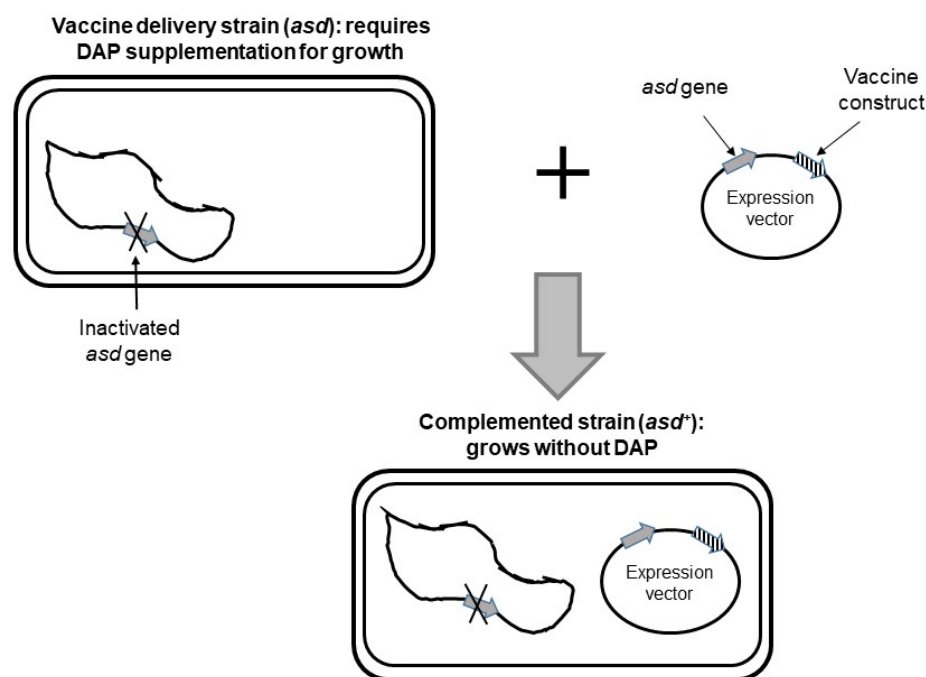 Vaccine delivery strain (asd): requires
DAP supplementation for growth
asd gene
Vaccine
construct
Expression
vector
Inactivated
asd gene
Complemented strain (asd⁺):
grows without DAP
Expression
vector